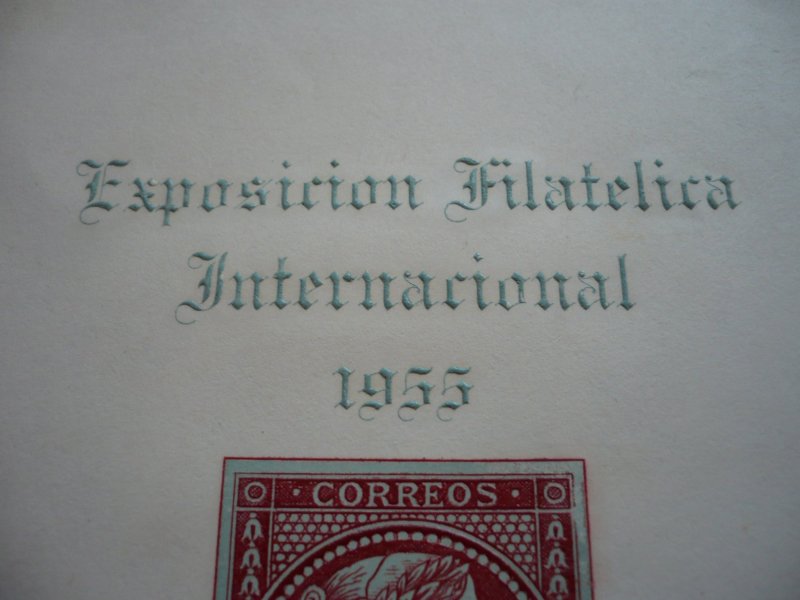 Exposicion Filatelica
Internacional
1955
CORREOS